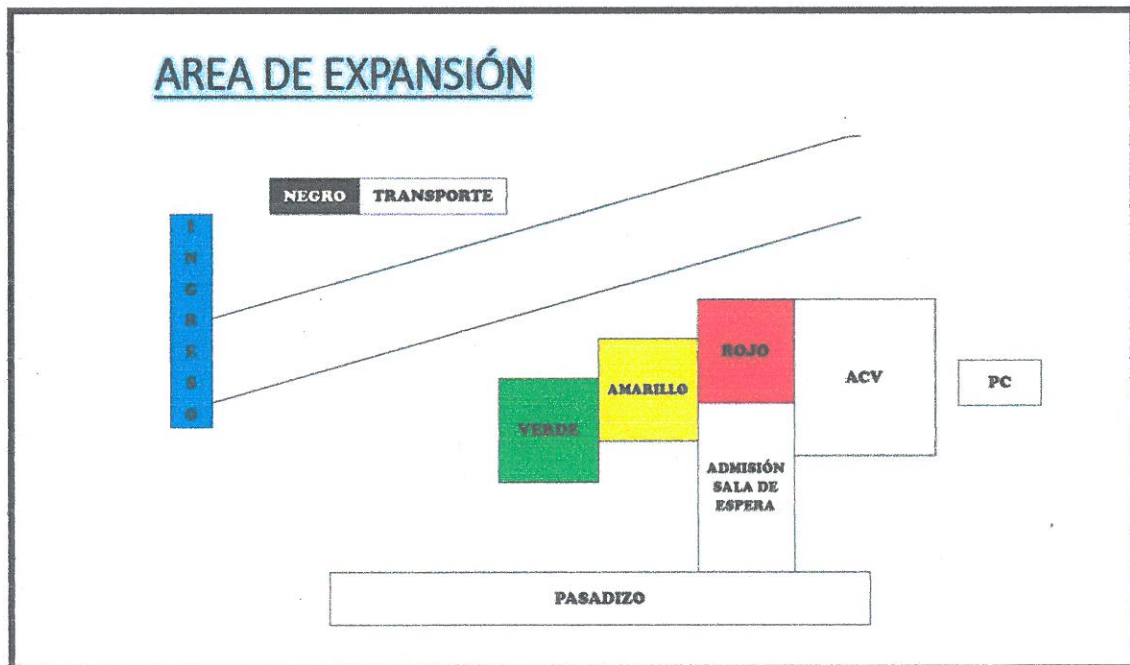 AREA DE EXPANSIÓN
NEGRO TRANSPORTE
INGRESO
ROJO
ACV
PC
AMARILLO
VERDE
ADMISIÓN
SALA DE
ESPERA
PASADIZO